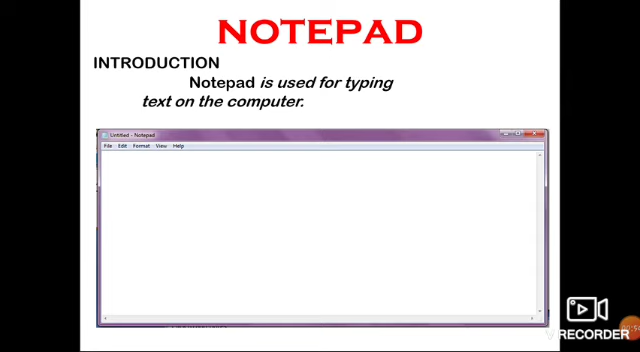 NOTEPAD
INTRODUCTION
Notepad is used for typing
text on the computer.
Untitled - Notepad
File Edit Format View Help
RECORDER